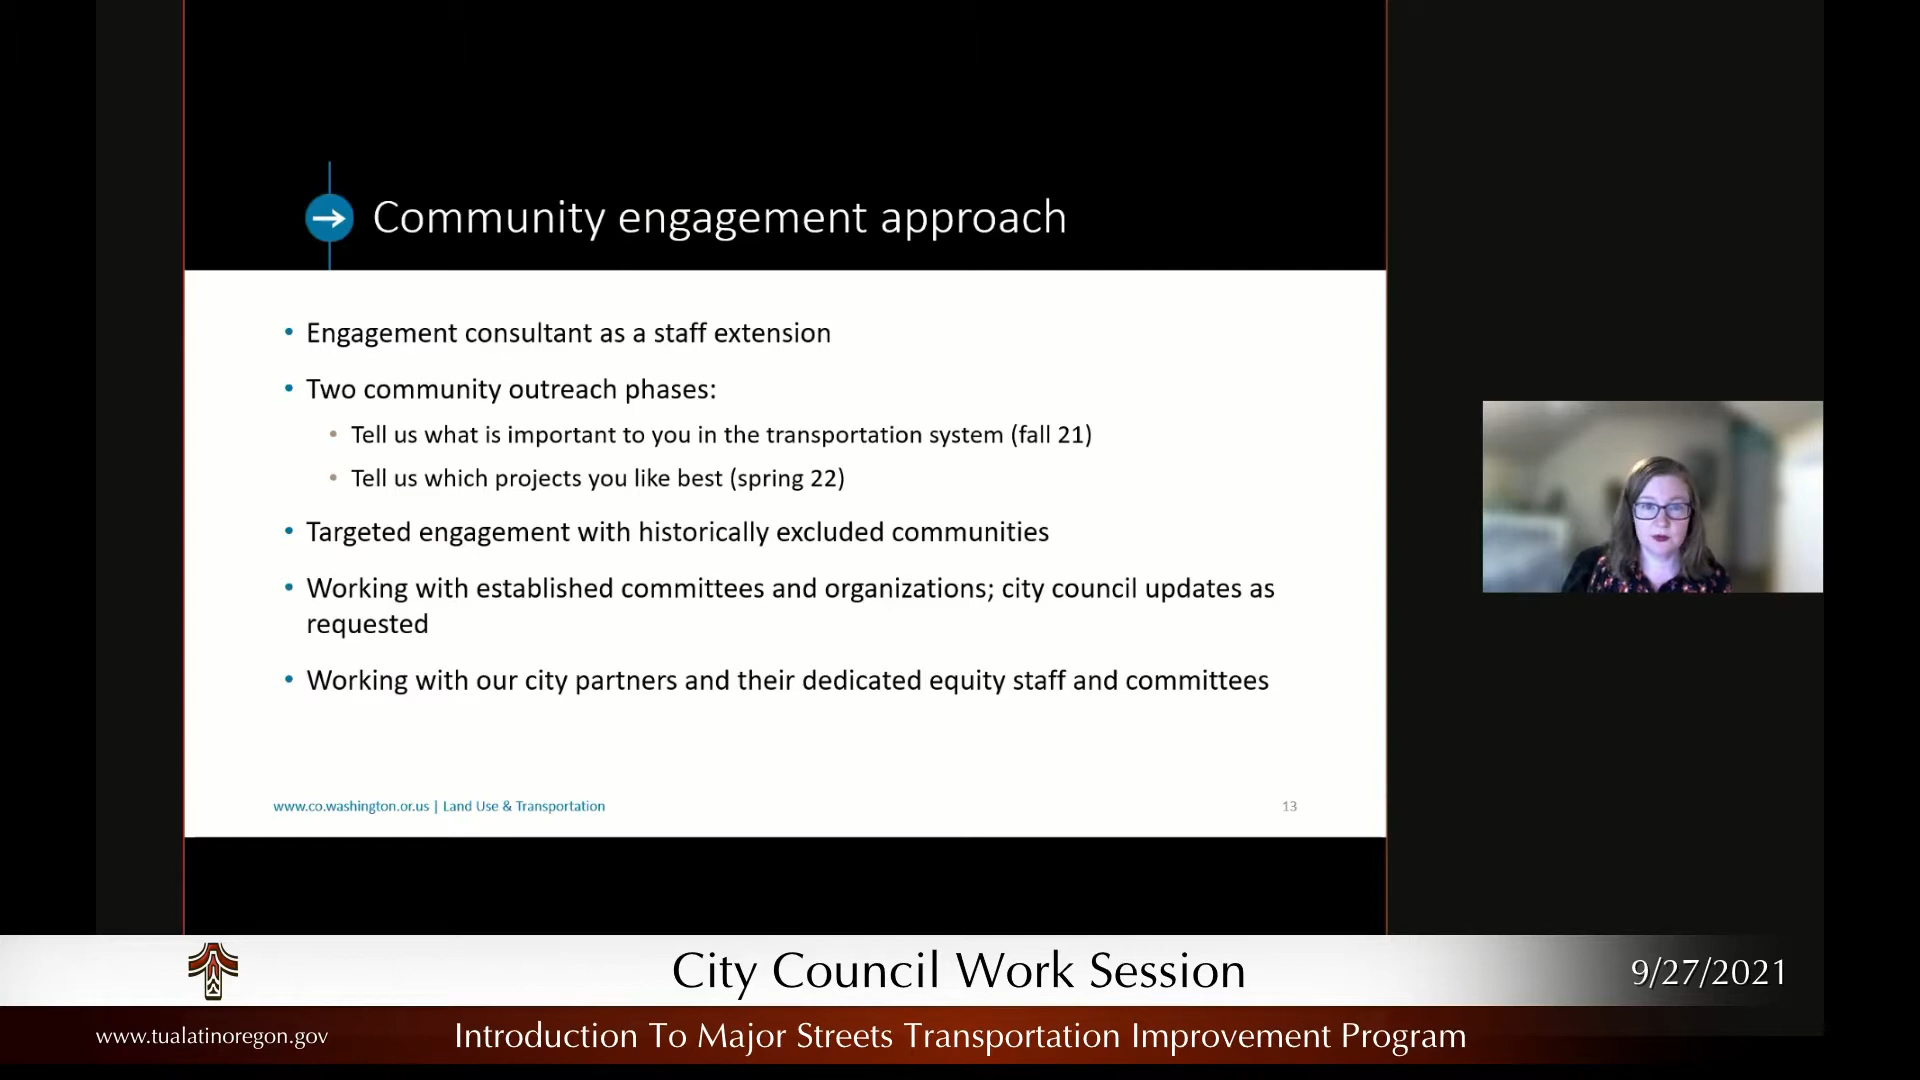 Community engagement approach
• Engagement consultant as a staff extension
• Two community outreach phases:
• Tell us what is important to you in the transportation system (fall 21)
• Tell us which projects you like best (spring 22)
• Targeted engagement with historically excluded communities
• Working with established committees and organizations; city council updates as
requested
• Working with our city partners and their dedicated equity staff and committees
www.co.washington.or.us | Land Use & Transportation
13
City Council Work Session
9/27/2021
www.tualatinoregon.gov
Introduction To Major Streets Transportation Improvement Program